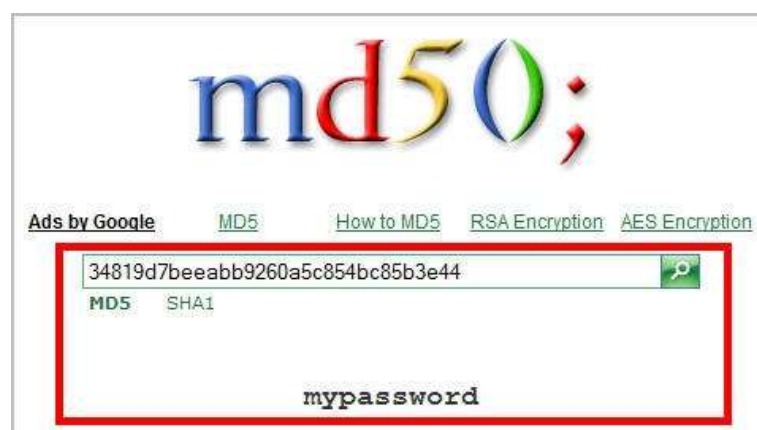 md5();
Ads by Google MD5 How to MD5 RSA Encryption AES Encryption
34819d7beeabb9260a5c854bc85b3e44
MD5 SHA1
mypassword